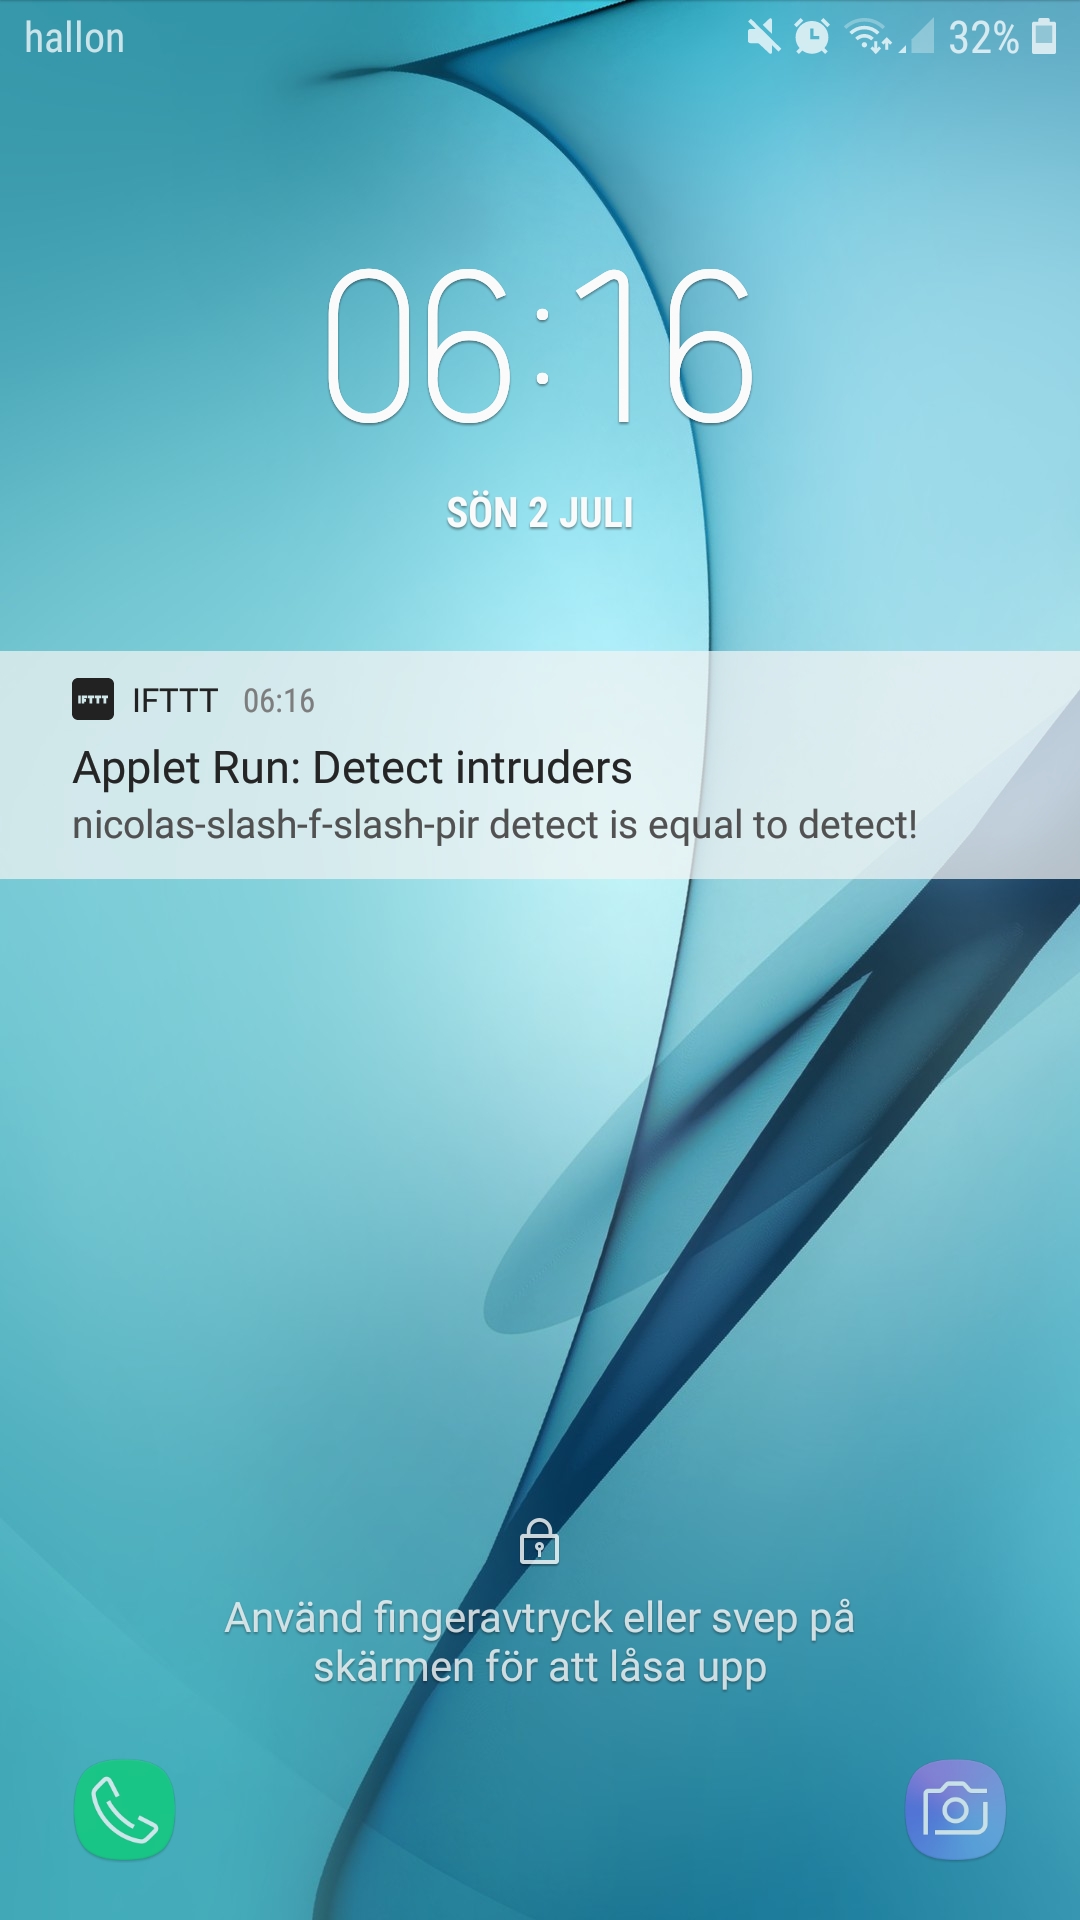 hallon 32%
06:16
SÖN 2 JULI
IFTTT IFTTT 06:16
Applet Run: Detect intruders
nicolas-slash-f-slash-pir detect is equal to detect!
Använd fingeravtryck eller svep på
skärmen för att låsa upp